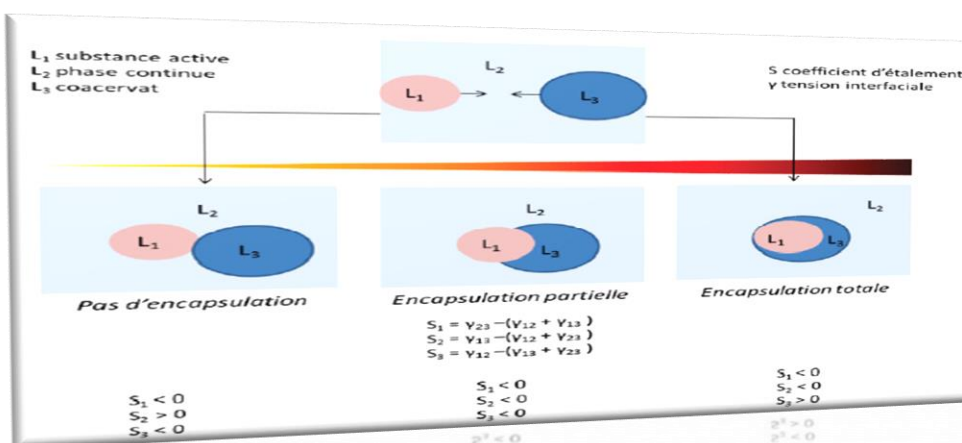 L₁ substance active
L₂ phase continue
L₃ coacervat
L₂
L₁
L₃
S coefficient d'étalement
γ tension interfaciale
L₂
L₁
L₃
Pas d'encapsulation
L₂
L₁
L₃
Encapsulation partielle
L₂
L₁
L₃
Encapsulation totale
S₁ = γ₂₃ –(γ₁₂ + γ₁₃ )
S₂ = γ₁₃ –(γ₁₂ + γ₂₃ )
S₃ = γ₁₂ –(γ₁₃ + γ₂₃ )
S₁ < 0
S₂ > 0
S₃ < 0
S₁ < 0
S₂ < 0
S₃ < 0
S₁ < 0
S₂ < 0
S₃ > 0